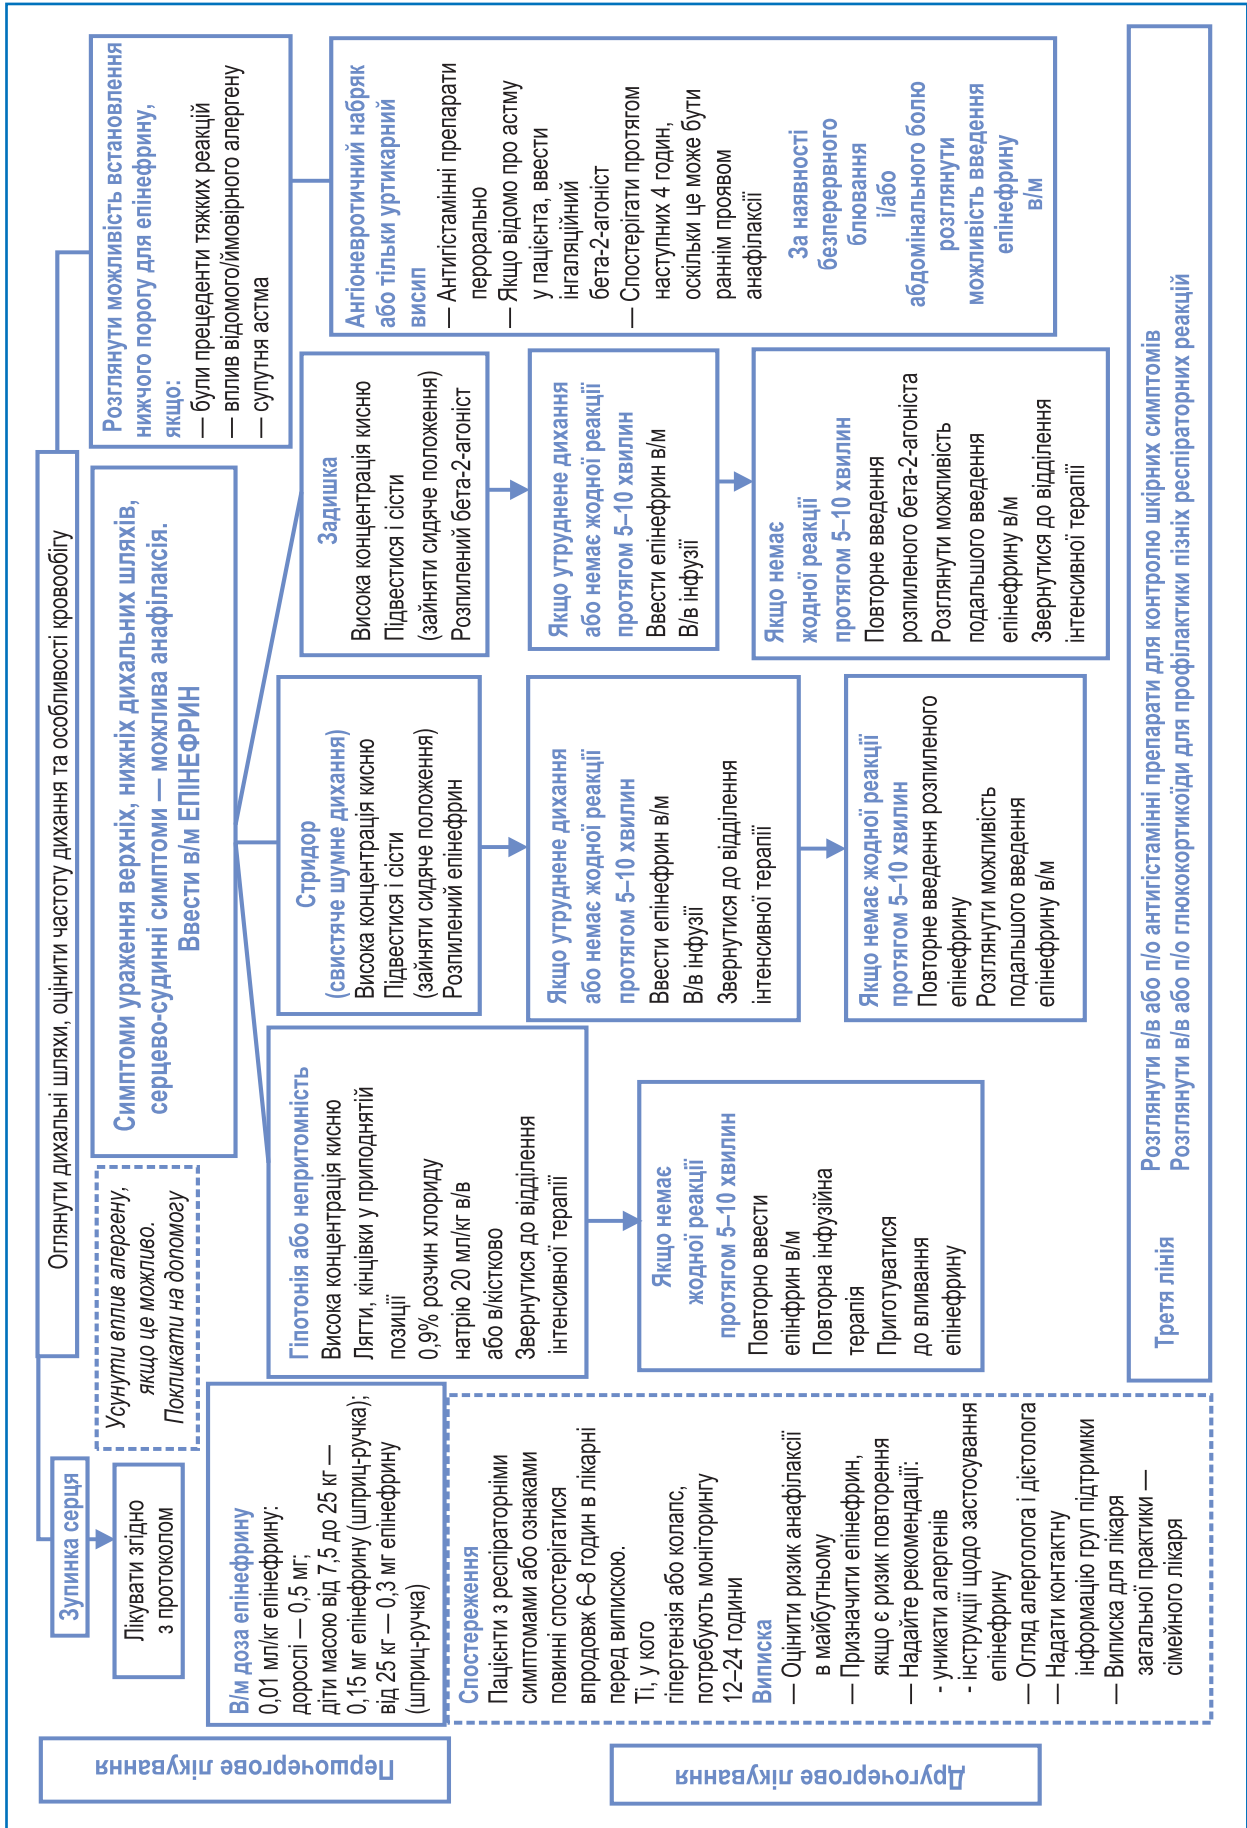 Оглянути дихальні шляхи, оцінити частоту дихання та особливості кровообігу
Зупинка серця
Лікувати згідно
з протоколом
Усунути вплив алергену,
якщо це можливо.
Покликати на допомогу
Симптоми ураження верхніх, нижніх дихальних шляхів,
серцево-судинні симптоми — можлива анафілаксія.
Ввести в/м ЕПІНЕФРИН
Розглянути можливість встановлення
нижчого порогу для епінефрину,
якщо:
— були прецеденти тяжких реакцій
— вплив відомого/ймовірного алергену
— супутня астма
Першочергове лікування
В/м доза епінефрину
0,01 мл/кг епінефрину:
дорослі — 0,5 мг;
діти масою від 7,5 до 25 кг —
0,15 мг епінефрину (шприц-ручка);
від 25 кг — 0,3 мг епінефрину
(шприц-ручка)
Гіпотонія або непритомність
Висока концентрація кисню
Лягти, кінцівки у приподнятій
позиції
0,9% розчин хлориду
натрію 20 мл/кг в/в
або в/кістково
Звернутися до відділення
інтенсивної терапії
Стридор
(свистяче шумне дихання)
Висока концентрація кисню
Підвестися і сісти
(зайняти сидяче положення)
Розпилений епінефрин
Задишка
Висока концентрація кисню
Підвестися і сісти
(зайняти сидяче положення)
Розпилений бета-2-агоніст
Ангіоневротичний набряк
або тільки уртикарний
висип
— Антигістамінні препарати
перорально
— Якщо відомо про астму
у пацієнта, ввести
інгаляційний
бета-2-агоніст
— Спостерігати протягом
наступних 4 годин,
оскільки це може бути
раннім проявом
анафілаксії
За наявності
безперервного
блювання
і/або
абдомінального болю
розглянути
можливість введення
епінефрину
в/м
Другочергове лікування
Спостереження
Пацієнти з респіраторніми
симптомами або ознаками
повинні спостерігатися
впродовж 6–8 годин в лікарні
перед випискою.
Ті, у кого
гіпертензія або колапс,
потребують моніторингу
12–24 години
Виписка
— Оцінити ризик анафілаксії
в майбутньому
— Призначити епінефрин,
якщо є ризик повторення
— Надайте рекомендації:
- уникати алергенів
- інструкції щодо застосування
епінефрину
— Огляд алерголога і дієтолога
— Надати контактну
інформацію груп підтримки
— Виписка для лікаря
загальної практики —
сімейного лікаря
Якщо немає
жодної реакції
протягом 5–10 хвилин
Повторно ввести
епінфрин в/м
Повторна інфузійна
терапія
Приготуватися
до вливання
епінефрину
Якщо утруднене дихання
або немає жодної реакції
протягом 5–10 хвилин
Ввести епінефрин в/м
В/в інфузії
Звернутися до відділення
інтенсивної терапії
Якщо немає жодної реакції
протягом 5–10 хвилин
Повторне введення розпиленого
епінефрину
Розглянути можливість
подальшого введення
епінефрину в/м
Якщо утруднене дихання
або немає жодної реакції
протягом 5–10 хвилин
Ввести епінефрин в/м
В/в інфузії
Якщо немає
жодної реакції
протягом 5–10 хвилин
Повторне введення
розпиленого бета-2-агоніста
Розглянути можливість
подальшого введення
епінефрину в/м
Звернутися до відділення
інтенсивної терапії
Третя лінія
Розглянути в/в або п/о антигістамінні препарати для контролю шкірних симптомів
Розглянути в/в або п/о глюкокортикоїди для профілактики пізніх респіраторних реакцій